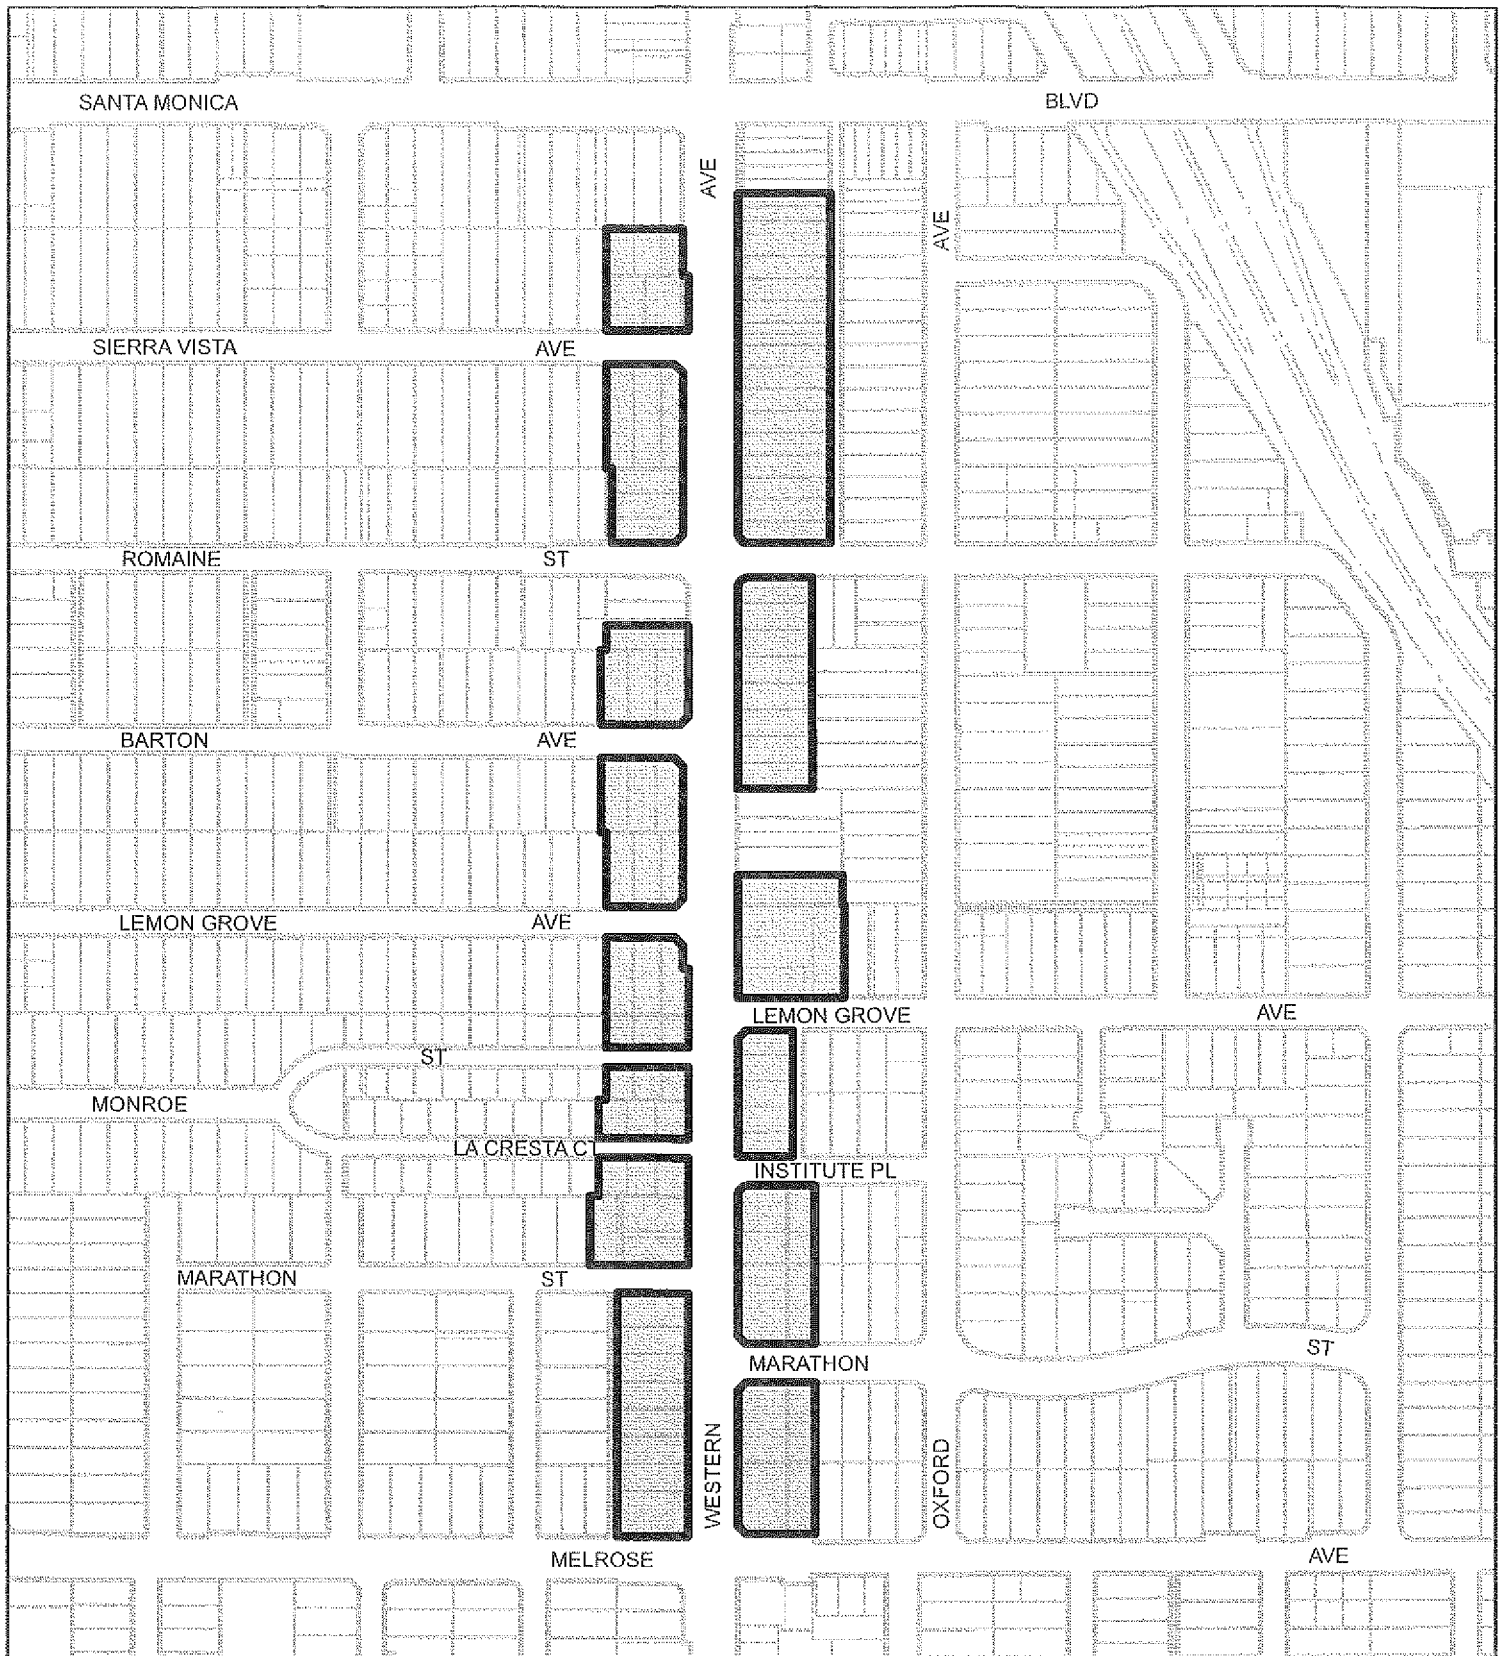 SANTA MONICA BLVD
AVE
AVE
SIERRA VISTA AVE
ROMAINE ST
BARTON AVE
LEMON GROVE AVE
LEMON GROVE AVE
ST
MONROE
LA CRESTA CT
INSTITUTE PL
MARATHON ST
ST
MARATHON
WESTERN
OXFORD
MELROSE AVE